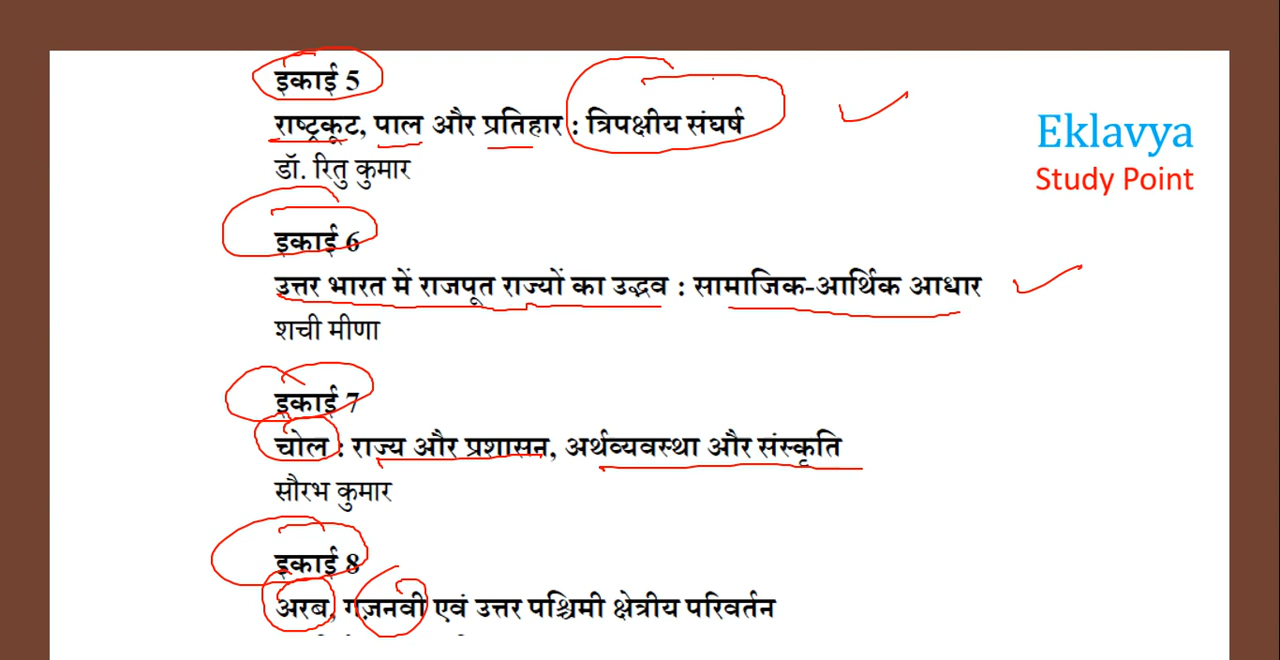 इकाई 5
राष्ट्रकूट, पाल और प्रतिहार : त्रिपक्षीय संघर्ष
डॉ. रितु कुमार
इकाई 6
उत्तर भारत में राजपूत राज्यों का उद्भव : सामाजिक-आर्थिक आधार
शची मीणा
इकाई 7
चोल : राज्य और प्रशासन, अर्थव्यवस्था और संस्कृति
सौरभ कुमार
इकाई 8
अरब, गज़नवी एवं उत्तर पश्चिमी क्षेत्रीय परिवर्तन
Eklavya
Study Point